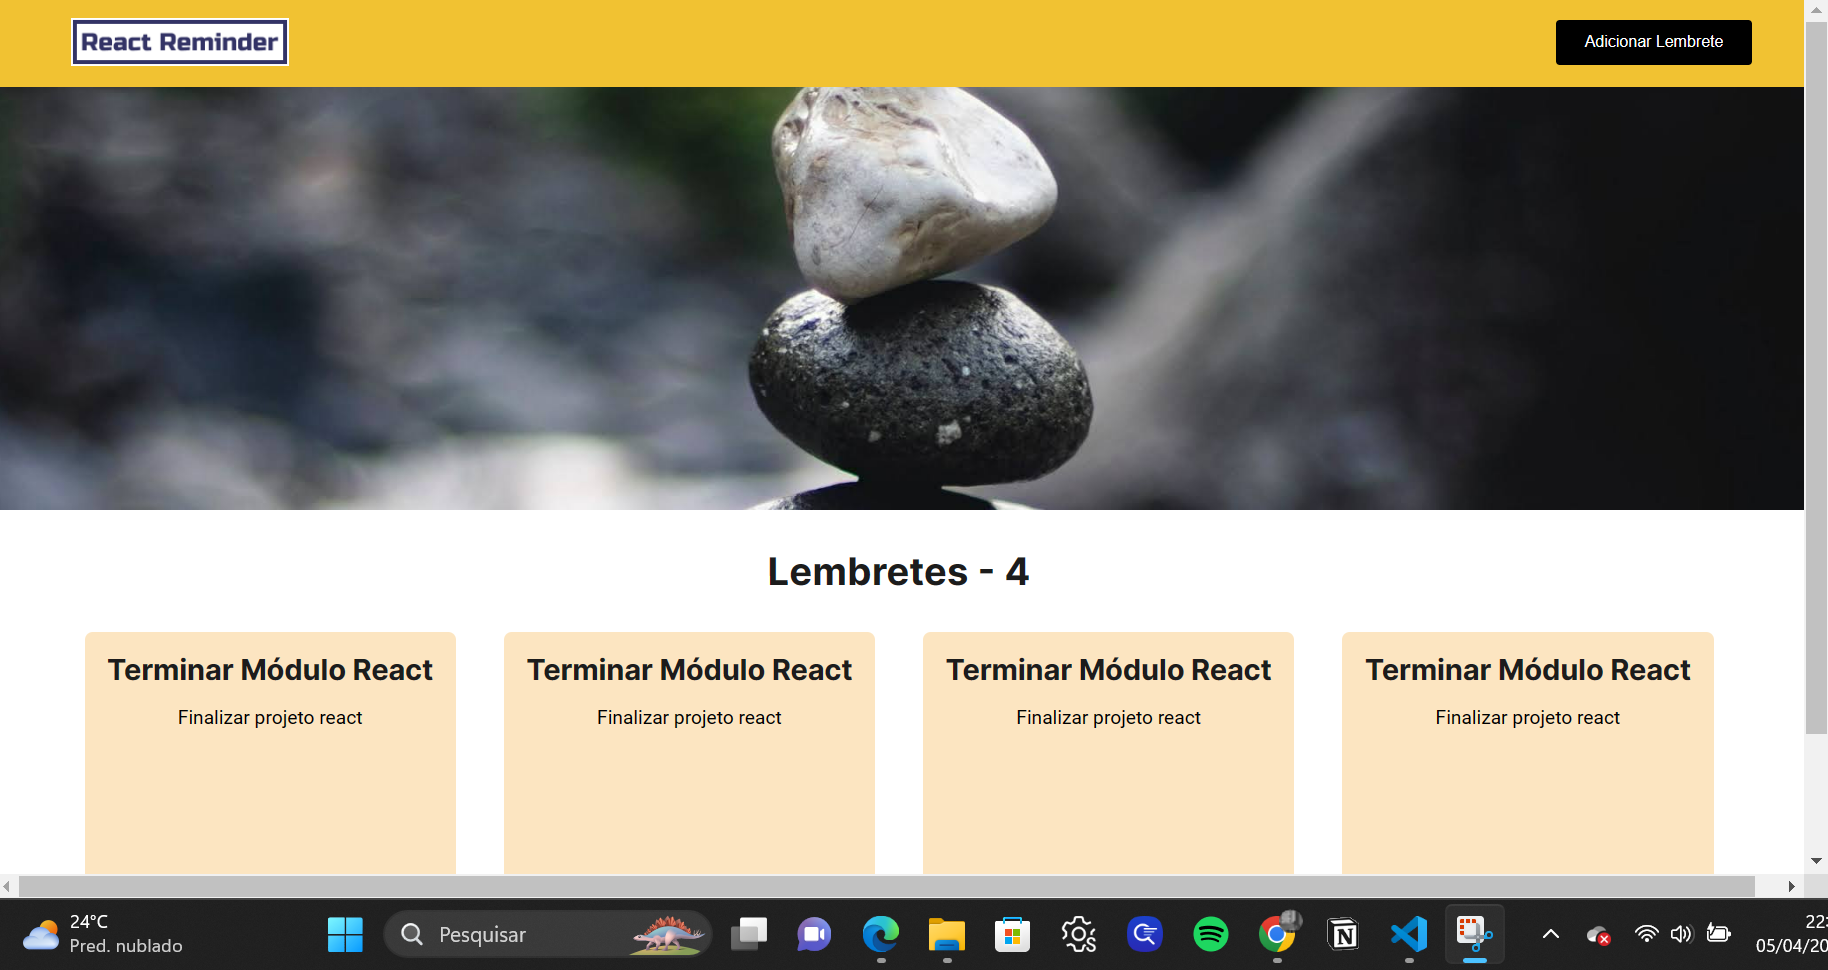 React Reminder
Adicionar Lembrete
Lembretes - 4
Terminar Módulo React
Finalizar projeto react
Terminar Módulo React
Finalizar projeto react
Terminar Módulo React
Finalizar projeto react
Terminar Módulo React
Finalizar projeto react
24°C
Pred. nublado
Pesquisar
22:
05/04/20